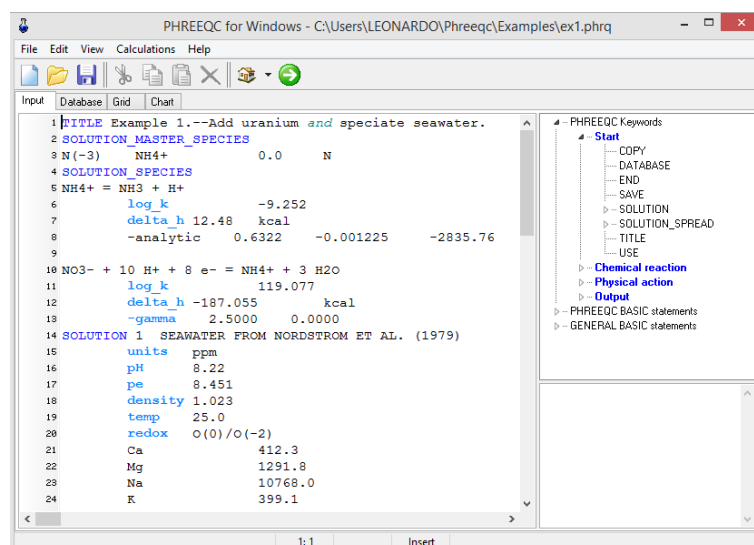 PHREEQC for Windows - C:\Users\LEONARDO\Phreeqc\Examples\ex1.phrq
File Edit View Calculations Help
Input Database Grid Chart
1 TITLE Example 1.--Add uranium and speciate seawater.
2 SOLUTION_MASTER_SPECIES
3 N(-3) NH4+ 0.0 N
4 SOLUTION_SPECIES
5 NH4+ = NH3 + H+
6 log_k -9.252
7 delta_h 12.48 kcal
8 -analytic 0.6322 -0.001225 -2835.76
9
10 NO3- + 10 H+ + 8 e- = NH4+ + 3 H2O
11 log_k 119.077
12 delta_h -187.055 kcal
13 -gamma 2.5000 0.0000
14 SOLUTION 1 SEAWATER FROM NORDSTROM ET AL. (1979)
15 units ppm
16 pH 8.22
17 pe 8.451
18 density 1.023
19 temp 25.0
20 redox O(0)/O(-2)
21 Ca 412.3
22 Mg 1291.8
23 Na 10768.0
24 K 399.1
PHREEQC Keywords
Start
COPY
DATABASE
END
SAVE
SOLUTION
SOLUTION_SPREAD
TITLE
USE
Chemical reaction
Physical action
Output
PHREEQC BASIC statements
GENERAL BASIC statements
1: 1 Insert